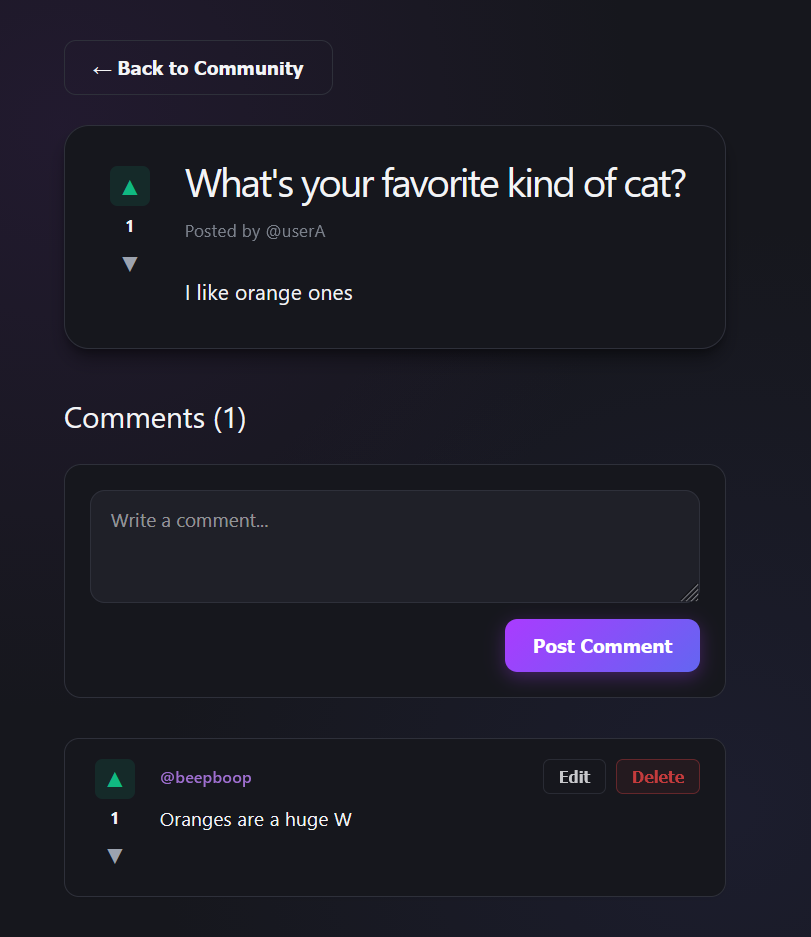 ← Back to Community
▲
What's your favorite kind of cat?
1
Posted by @userA
▼
I like orange ones
Comments (1)
Write a comment...
Post Comment
▲
@beepboop
Edit
Delete
1
Oranges are a huge W
▼